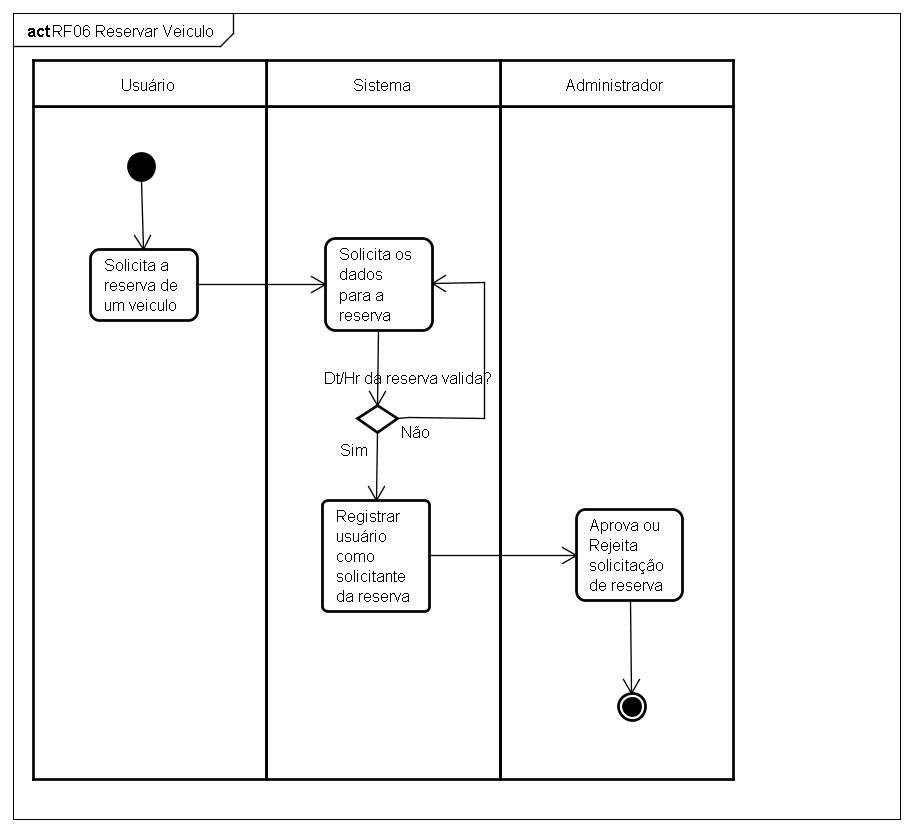 act RF06 Reservar Veiculo
Usuário
Sistema
Administrador
Solicita a
reserva de
um veiculo
Solicita os
dados
para a
reserva
Dt/Hr da reserva valida?
Não
Sim
Registrar
usuário
como
solicitante
da reserva
Aprova ou
Rejeita
solicitação
de reserva